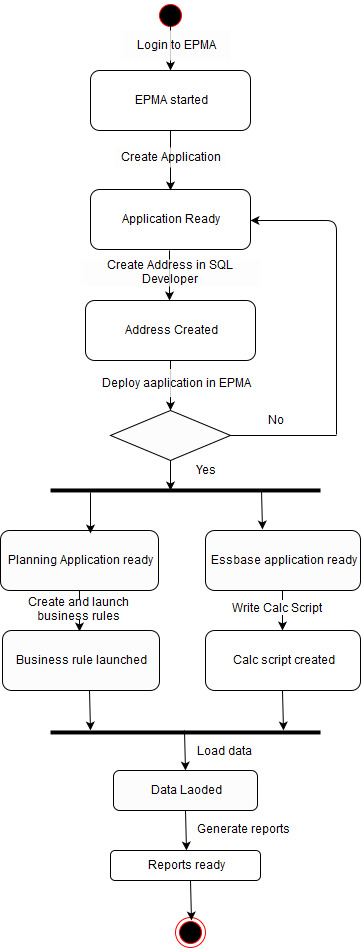 Login to EPMA
EPMA started
Create Application
Application Ready
Create Address in SQL
Developer
Address Created
Deploy aaplication in EPMA
No
Yes
Planning Application ready
Essbase application ready
Create and launch
business rules
Write Calc Script
Business rule launched
Calc script created
Load data
Data Laoded
Generate reports
Reports ready